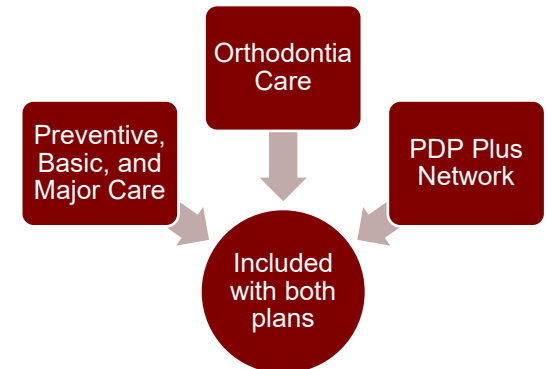 Orthodontia
Care
Preventive,
Basic, and
Major Care
PDP Plus
Network
Included
with both
plans